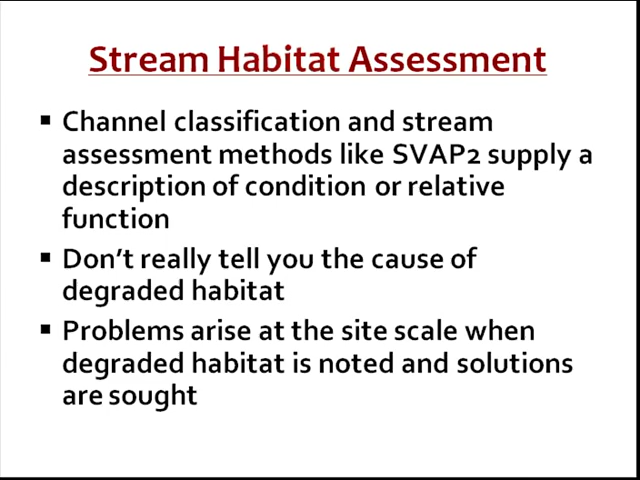 Stream Habitat Assessment
▪ Channel classification and stream
assessment methods like SVAP2 supply a
description of condition or relative
function
▪ Don't really tell you the cause of
degraded habitat
▪ Problems arise at the site scale when
degraded habitat is noted and solutions
are sought